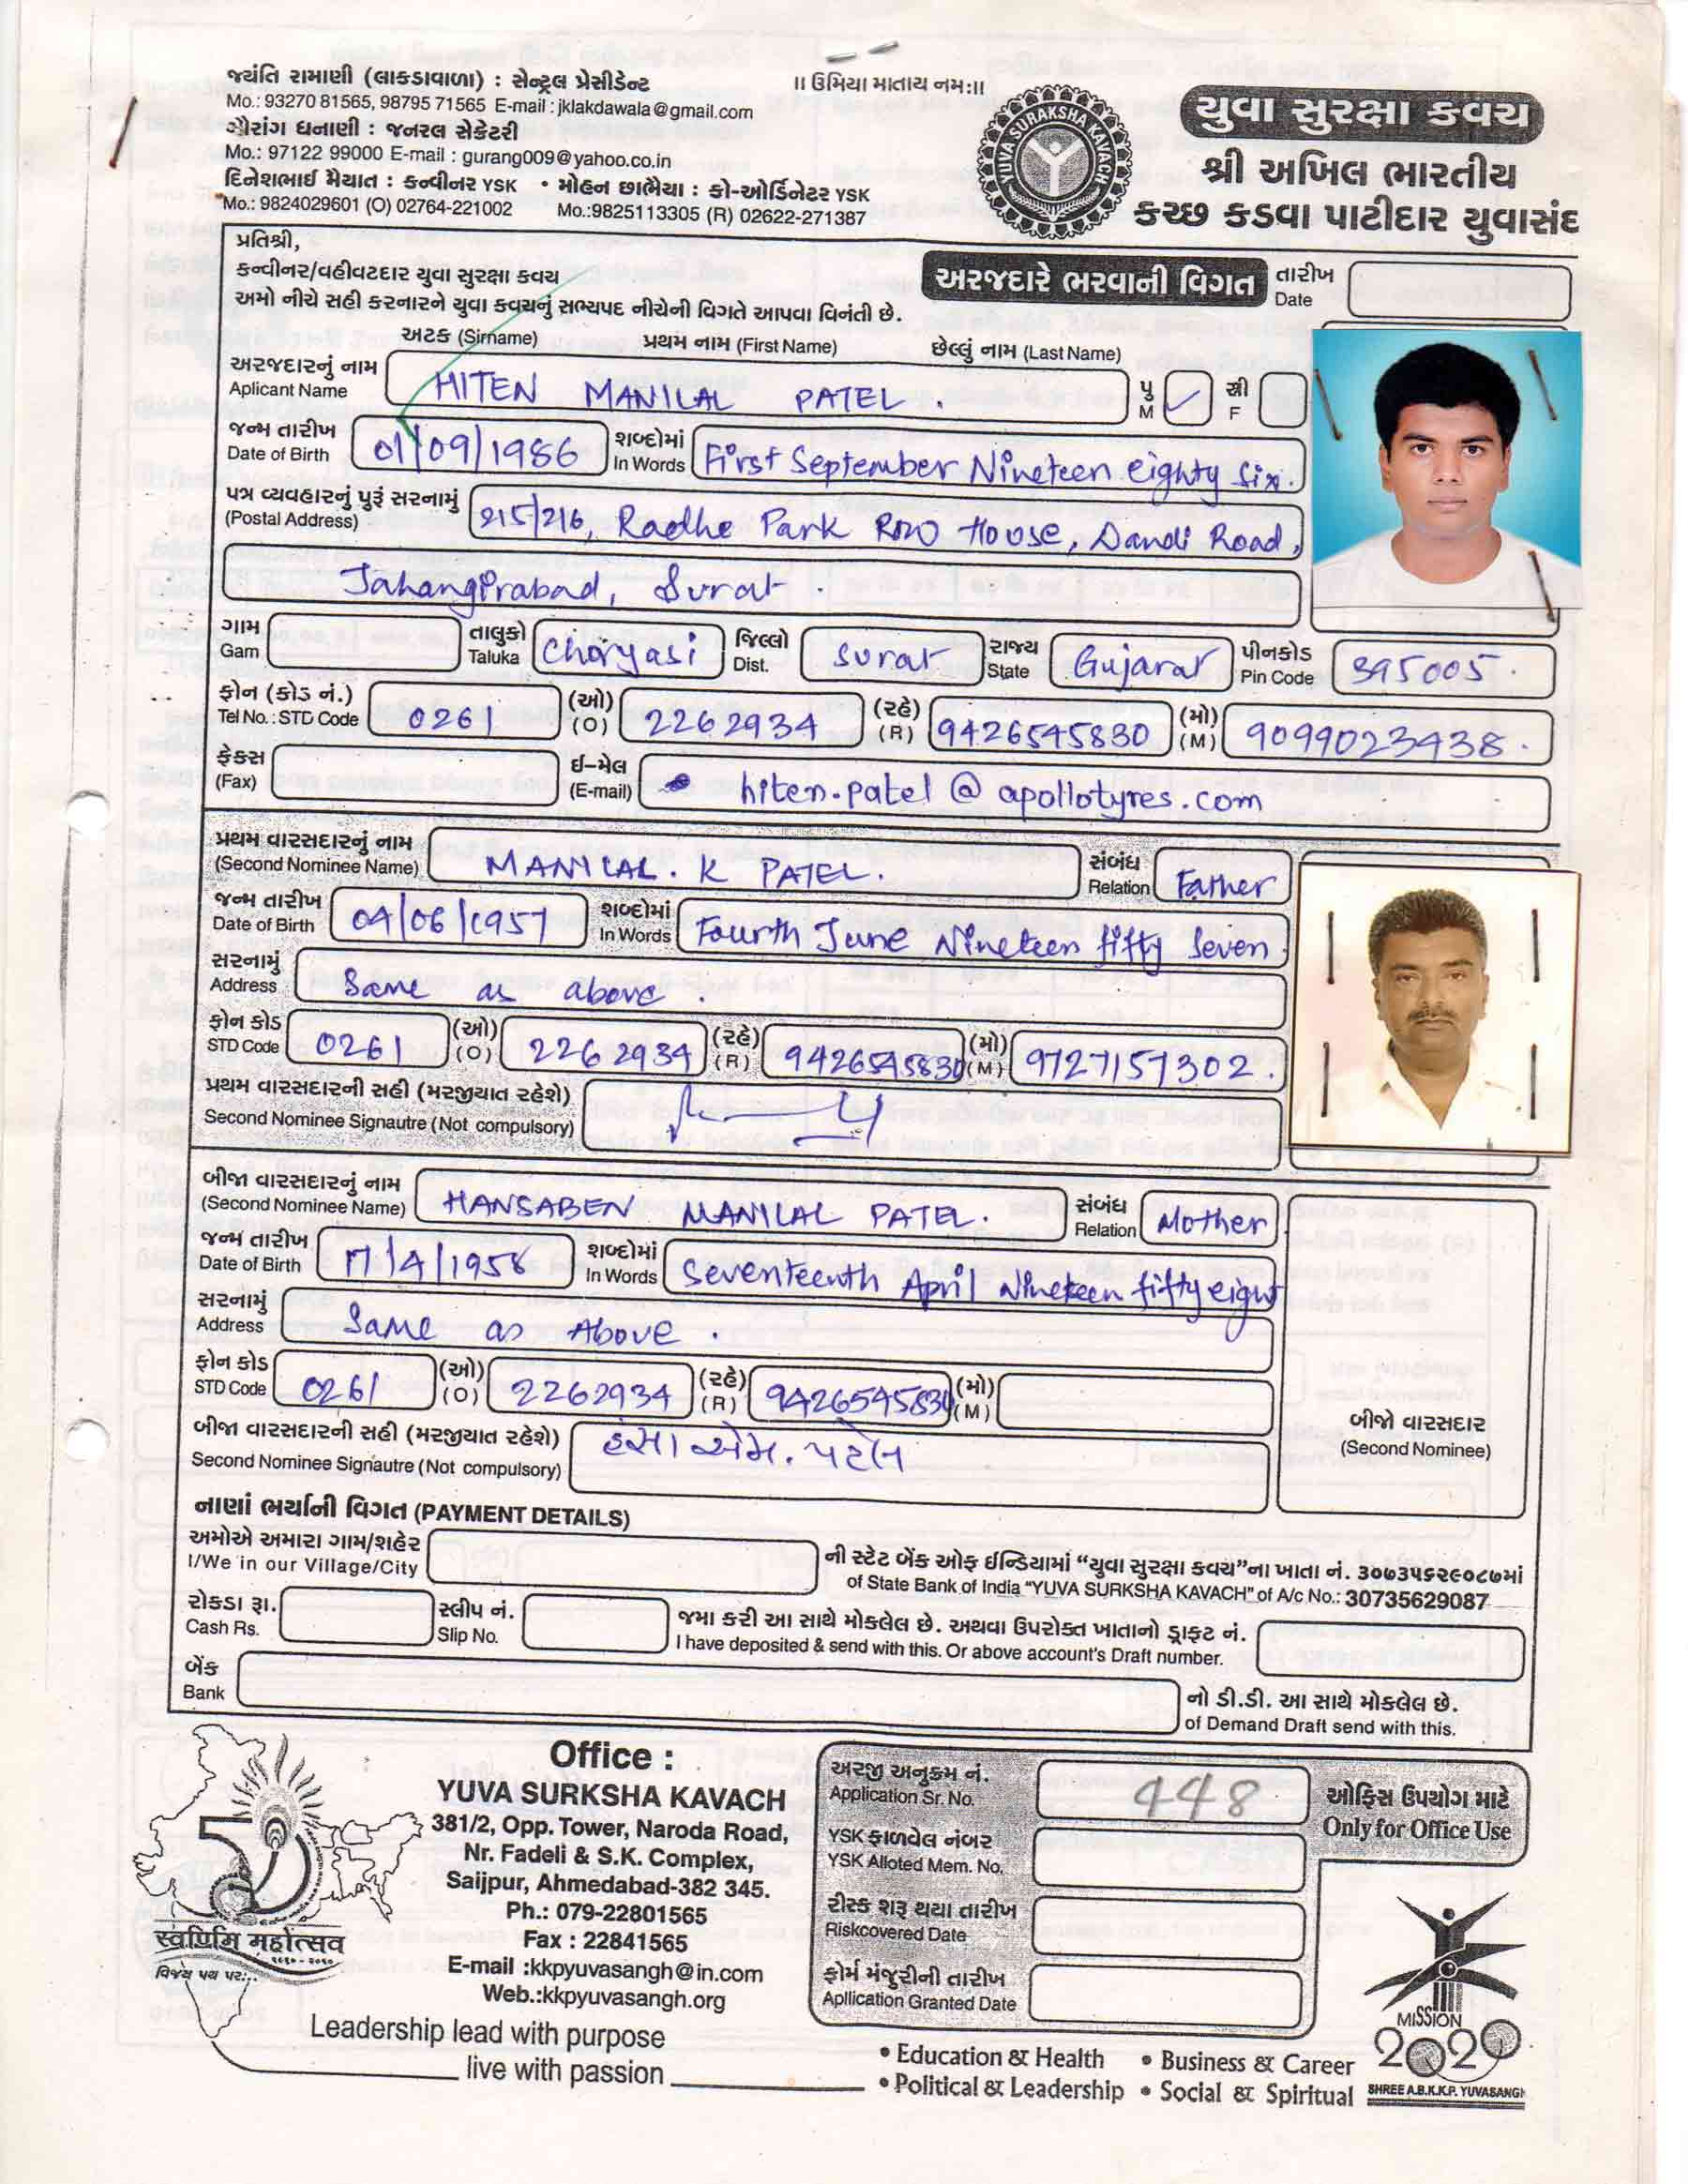 જયંતિ રામાણી (લાકડાવાળા) : સેન્ટ્રલ પ્રેસીડેન્ટ
Mo.: 93270 81565, 98795 71565 E-mail : jklakdawala@gmail.com
ગૌરાંગ ધનાણી : જનરલ સેક્રેટરી
Mo.: 97122 99000 E-mail : gurang009@yahoo.co.in
દિનેશભાઈ મૈયાત : કન્વીનર YSK • મોહન છાભૈયા : કો-ઓર્ડિનેટર YSK
Mo.: 9824029601 (O) 02764-221002 Mo.:9825113305 (R) 02622-271387
॥ ઉમિયા માતાય નમઃ॥
YUVA SURAKSHA KAVACH
યુવા સુરક્ષા કવચ
શ્રી અખિલ ભારતીય
કચ્છ કડવા પાટીદાર યુવાસંઘ
પ્રતિશ્રી,
કન્વીનર/વહીવટદાર યુવા સુરક્ષા કવચ
અમો નીચે સહી કરનારને યુવા કવચનું સભ્યપદ નીચેની વિગતે આપવા વિનંતી છે.
અરજદારે ભરવાની વિગત
તારીખ
Date
અટક (Sirname) પ્રથમ નામ (First Name) છેલ્લું નામ (Last Name)
અરજદારનું નામ
Aplicant Name HITEN MANILAL PATEL. પુ M ✓ સ્ત્રી F
જન્મ તારીખ
Date of Birth 01/09/1986 શબ્દોમાં In Words First September Nineteen eighty six.
પત્ર વ્યવહારનું પુરૂં સરનામું
(Postal Address) 215/216, Radhe Park Row House, Dandi Road,
Jahangirabad, Surat.
ગામ Gam તાલુકો Taluka Choryasi જિલ્લો Dist. Surat રાજ્ય State Gujarat પીનકોડ Pin Code 395005.
ફોન (કોડ નં.)
Tel No.: STD Code 0261 (ઓ) (O) 2262934 (રહે) (R) 9426545830 (મો) (M) 9099023438.
ફેક્સ (Fax) ઈ-મેલ (E-mail) hiten.patel@apollotyres.com
પ્રથમ વારસદારનું નામ
(Second Nominee Name) MANILAL. K PATEL. સંબંધ Relation Father
જન્મ તારીખ
Date of Birth 04/06/1957 શબ્દોમાં In Words Fourth June Nineteen fifty Seven
સરનામું
Address Same as above.
ફોન કોડ
STD Code 0261 (ઓ) (O) 2262934 (રહે) (R) 9426545830 (મો) (M) 9727157302.
પ્રથમ વારસદારની સહી (મરજીયાત રહેશે)
Second Nominee Signautre (Not compulsory)
બીજા વારસદારનું નામ
(Second Nominee Name) HANSABEN MANILAL PATEL. સંબંધ Relation Mother
જન્મ તારીખ
Date of Birth 17/4/1958 શબ્દોમાં In Words Seventeenth April Nineteen fifty eight
સરનામું
Address Same as Above.
ફોન કોડ
STD Code 0261 (ઓ) (O) 2262934 (રહે) (R) 9426545830 (મો) (M)
બીજા વારસદારની સહી (મરજીયાત રહેશે) હંસા એમ. પટેલ
Second Nominee Signautre (Not compulsory)
બીજો વારસદાર
(Second Nominee)
નાણાં ભર્યાની વિગત (PAYMENT DETAILS)
અમોએ અમારા ગામ/શહેર ની સ્ટેટ બેંક ઓફ ઈન્ડિયામાં “યુવા સુરક્ષા કવચ”ના ખાતા નં. ૩૦૭૩૫૬૨૯૦૮૭માં
I/We in our Village/City of State Bank of India “YUVA SURKSHA KAVACH” of A/c No.: 30735629087
રોકડા રૂા. સ્લીપ નં. જમા કરી આ સાથે મોકલેલ છે. અથવા ઉપરોક્ત ખાતાનો ડ્રાફ્ટ નં.
Cash Rs. Slip No. I have deposited & send with this. Or above account's Draft number.
બેંક નો ડી.ડી. આ સાથે મોકલેલ છે.
Bank of Demand Draft send with this.
स्वर्णिम महोत्सव
૧૯૬૦-૨૦૧૦
વિજય પથ પર...
Office :
YUVA SURKSHA KAVACH
381/2, Opp. Tower, Naroda Road,
Nr. Fadeli & S.K. Complex,
Saijpur, Ahmedabad-382 345.
Ph.: 079-22801565
Fax : 22841565
E-mail :kkpyuvasangh@in.com
Web.:kkpyuvasangh.org
Leadership lead with purpose
live with passion
અરજી અનુક્રમ નં.
Application Sr. No. 448
YSK ફાળવેલ નંબર
YSK Alloted Mem. No.
રીસ્ક શરૂ થયા તારીખ
Riskcovered Date
ફોર્મ મંજુરીની તારીખ
Apllication Granted Date
ઓફિસ ઉપયોગ માટે
Only for Office Use
• Education & Health • Business & Career
• Political & Leadership • Social & Spiritual
MISSION
2020
SHREE A.B.K.K.P. YUVASANGH